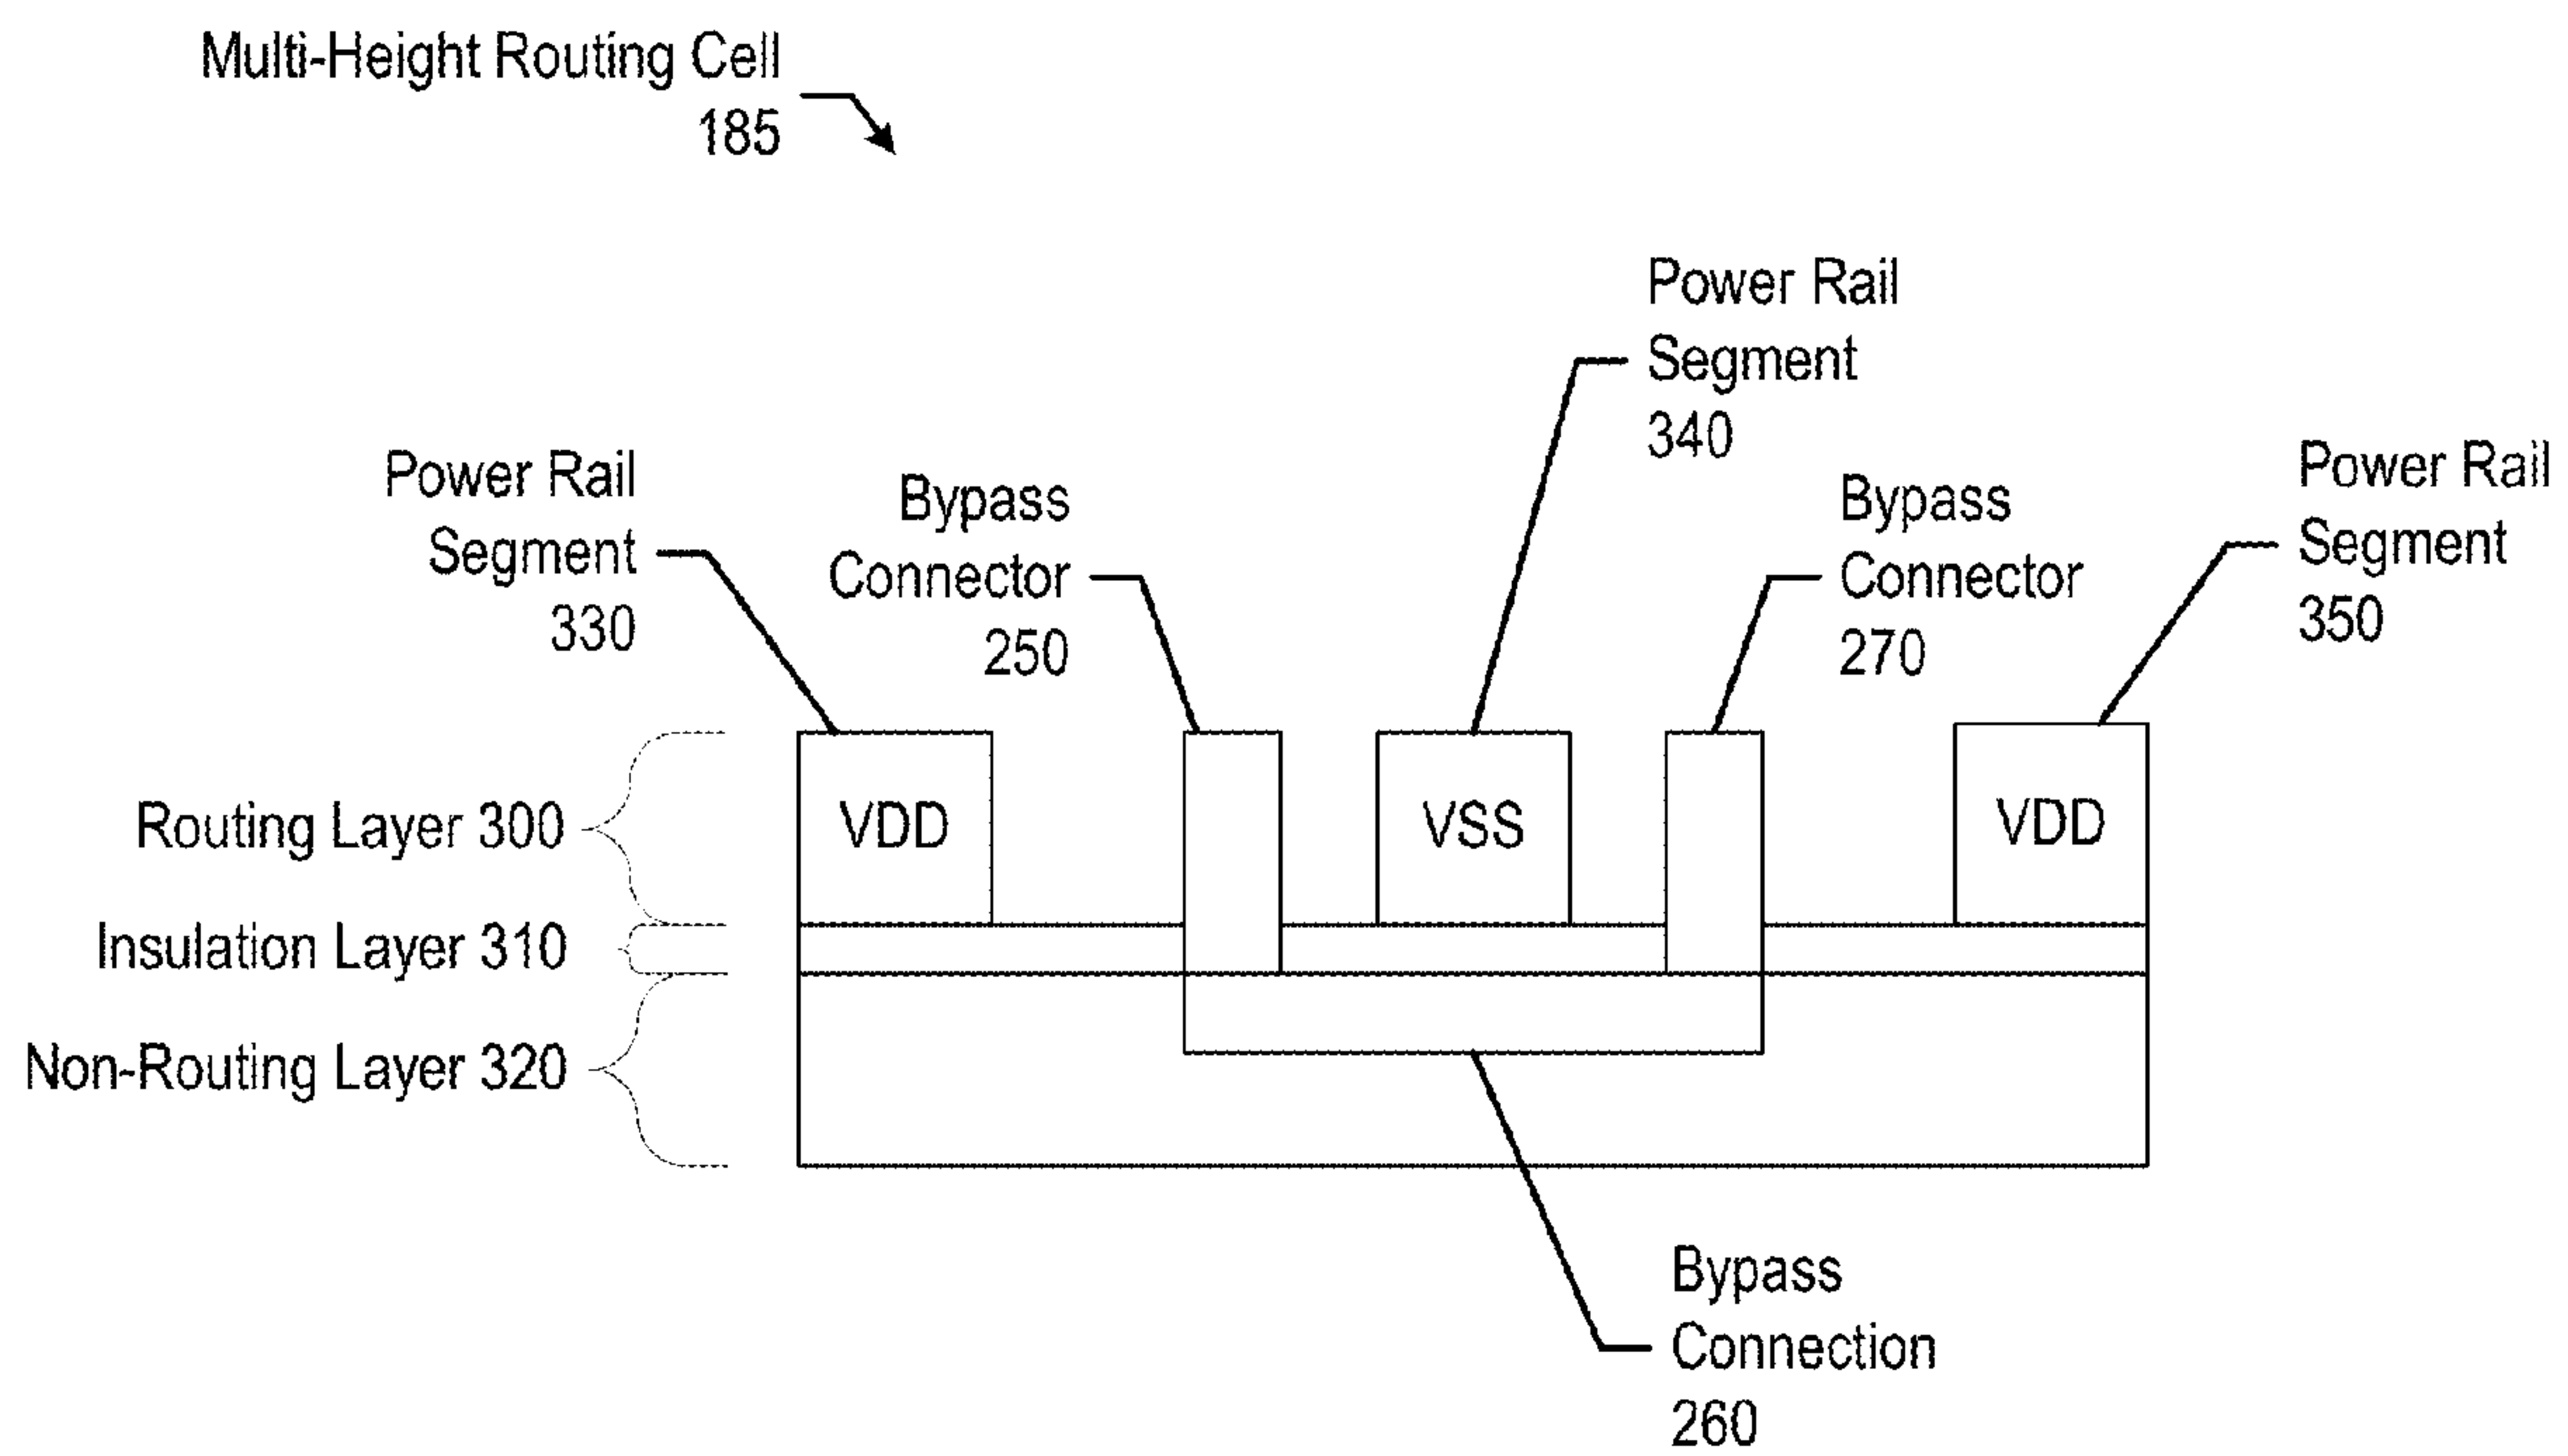 Multi-Height Routing Cell
185
Power Rail
Segment
340
Power Rail
Segment
330
Bypass
Connector
250
Bypass
Connector
270
Power Rail
Segment
350
Routing Layer 300
VDD
VSS
VDD
Insulation Layer 310
Non-Routing Layer 320
Bypass
Connection
260